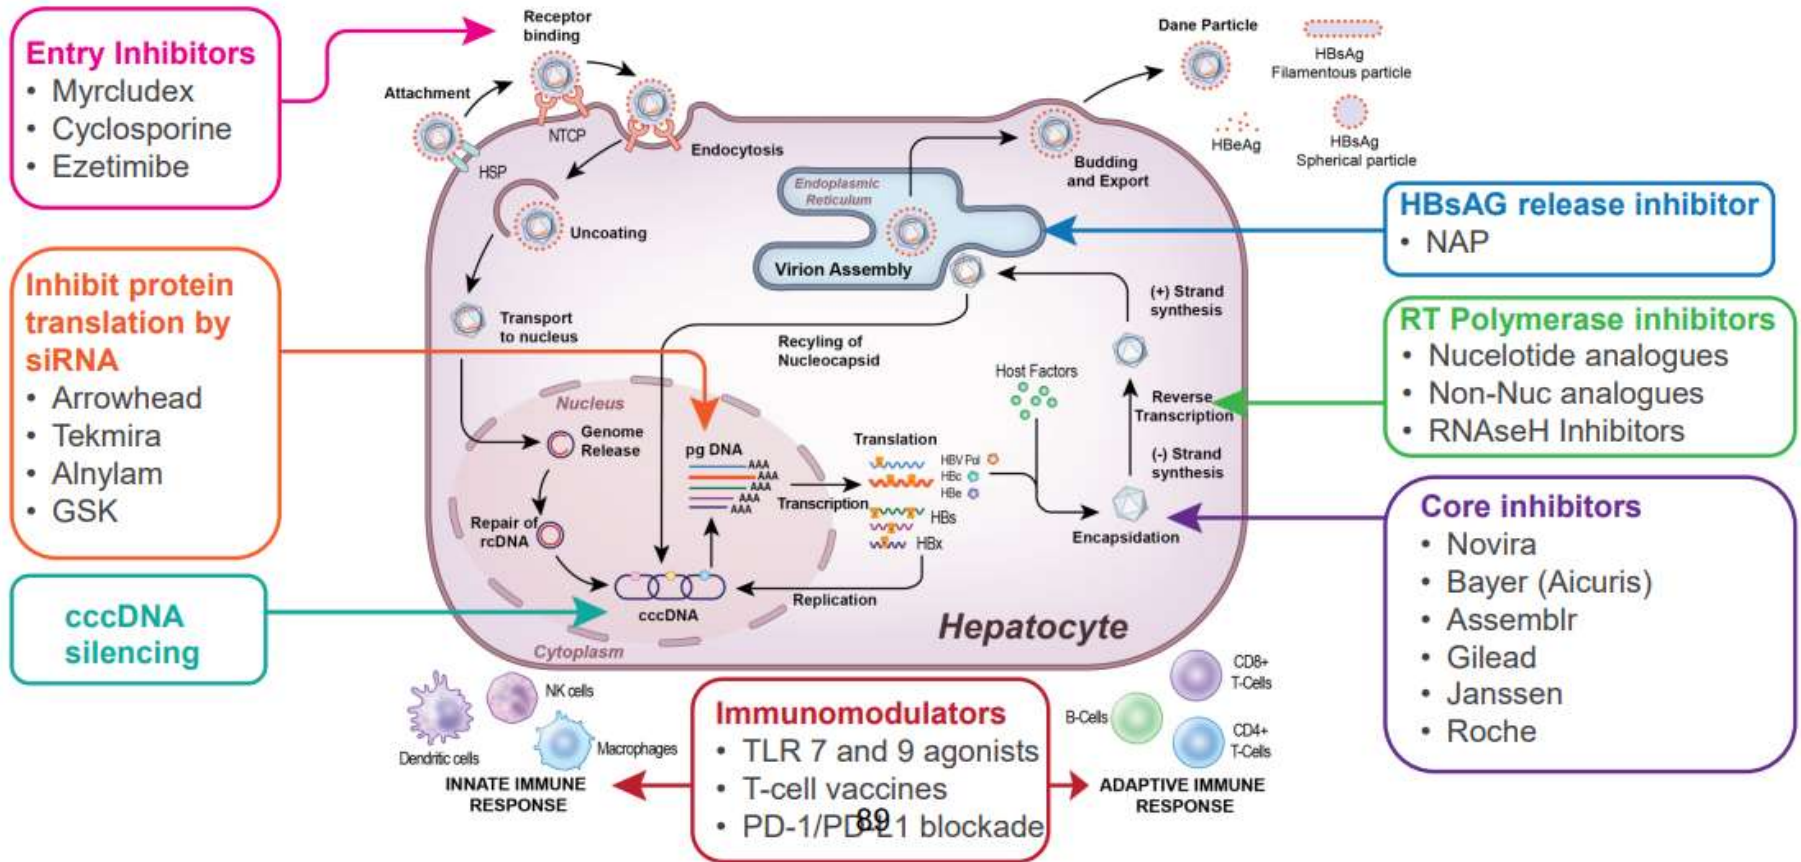 Entry Inhibitors
• Myrcludex
• Cyclosporine
• Ezetimibe
Inhibit protein
translation by
siRNA
• Arrowhead
• Tekmira
• Alnylam
• GSK
cccDNA
silencing
Receptor
binding
Attachment
NTCP
HSP
Endocytosis
Uncoating
Transport
to nucleus
Nucleus
Genome
Release
Repair of
rcDNA
cccDNA
Cytoplasm
pg DNA
AAA
AAA
AAA
AAA
AAA
Transcription
Translation
HBV Pol
HBc
HBe
HBs
HBx
Replication
Host Factors
Encapsidation
(-) Strand
synthesis
Reverse
Transcription
(+) Strand
synthesis
Recyling of
Nucleocapsid
Endoplasmic
Reticulum
Virion Assembly
Budding
and Export
Hepatocyte
Dane Particle
HBsAg
Filamentous particle
HBeAg
HBsAg
Spherical particle
HBsAG release inhibitor
• NAP
RT Polymerase inhibitors
• Nucelotide analogues
• Non-Nuc analogues
• RNAseH Inhibitors
Core inhibitors
• Novira
• Bayer (Aicuris)
• Assemblr
• Gilead
• Janssen
• Roche
Dendritic cells
NK cells
Macrophages
INNATE IMMUNE
RESPONSE
Immunomodulators
• TLR 7 and 9 agonists
• T-cell vaccines
• PD-1/PD-L1 blockade
89
B-Cells
CD8+
T-Cells
CD4+
T-Cells
ADAPTIVE IMMUNE
RESPONSE